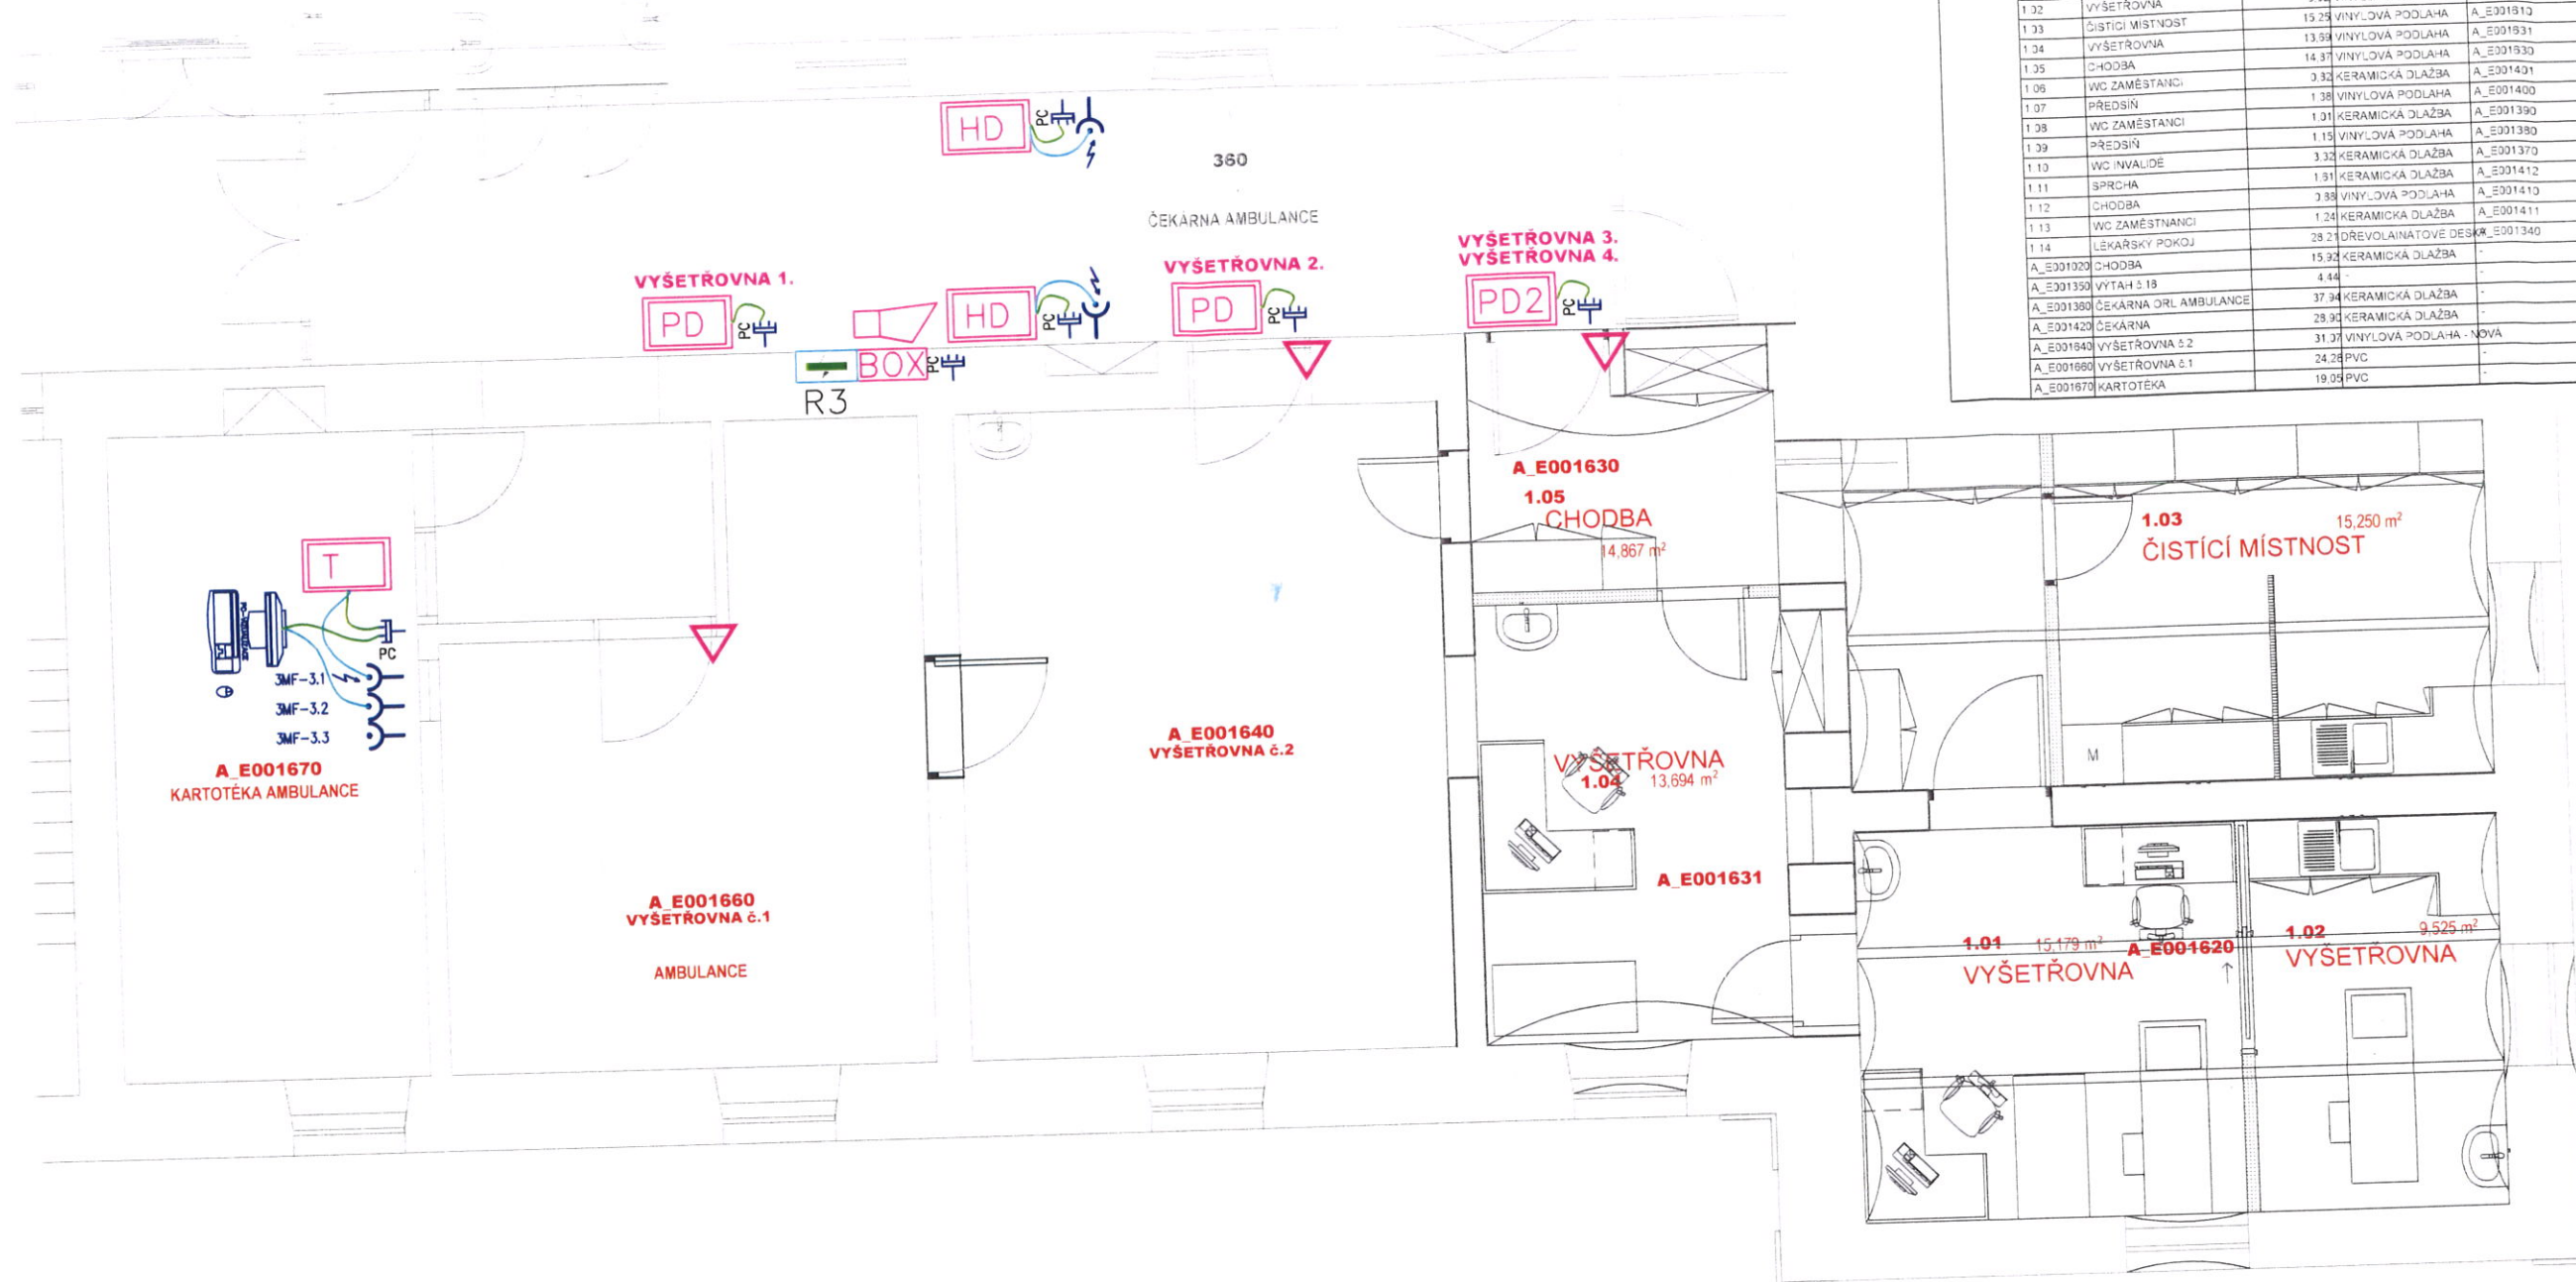 1.02 VYŠETŘOVNA
1.03 ČISTÍCÍ MÍSTNOST 15,25 VINYLOVÁ PODLAHA A_E001610
1.04 VYŠETŘOVNA 13,69 VINYLOVÁ PODLAHA A_E001631
1.05 CHODBA 14,87 VINYLOVÁ PODLAHA A_E001630
1.06 WC ZAMĚSTANCI 0,82 KERAMICKÁ DLAŽBA A_E001401
1.07 PŘEDSÍŇ 1,38 VINYLOVÁ PODLAHA A_E001400
1.08 WC ZAMĚSTANCI 1,01 KERAMICKÁ DLAŽBA A_E001390
1.09 PŘEDSÍŇ 1,15 VINYLOVÁ PODLAHA A_E001380
1.10 WC INVALIDÉ 3,32 KERAMICKÁ DLAŽBA A_E001370
1.11 SPRCHA 1,61 KERAMICKÁ DLAŽBA A_E001412
1.12 CHODBA 0,88 VINYLOVÁ PODLAHA A_E001410
1.13 WC ZAMĚSTNANCI 1,24 KERAMICKÁ DLAŽBA A_E001411
1.14 LÉKAŘSKÝ POKOJ 28,21 DŘEVOLAINÁTOVÉ DESKY A_E001340
A_E001020 CHODBA 15,92 KERAMICKÁ DLAŽBA -
A_E001350 VÝTAH č.18 4,44 - -
A_E001360 ČEKÁRNA ORL AMBULANCE 37,94 KERAMICKÁ DLAŽBA -
A_E001420 ČEKÁRNA 28,90 KERAMICKÁ DLAŽBA -
A_E001640 VYŠETŘOVNA č.2 31,07 VINYLOVÁ PODLAHA - NOVÁ
A_E001660 VYŠETŘOVNA č.1 24,26 PVC -
A_E001670 KARTOTÉKA 19,05 PVC -
HD
PC
360
ČEKÁRNA AMBULANCE
VYŠETŘOVNA 1.
PD
PC
BOX
PC
R3
HD
PC
VYŠETŘOVNA 2.
PD
PC
VYŠETŘOVNA 3.
VYŠETŘOVNA 4.
PD2
PC
A_E001630
1.05
CHODBA
14,867 m²
1.03 15,250 m²
ČISTÍCÍ MÍSTNOST
M
T
PC
3MF-3.1
3MF-3.2
3MF-3.3
A_E001670
KARTOTÉKA AMBULANCE
A_E001660
VYŠETŘOVNA č.1
AMBULANCE
A_E001640
VYŠETŘOVNA č.2
VYŠETŘOVNA
1.04 13,694 m²
A_E001631
1.01 15,179 m² A_E001620
VYŠETŘOVNA
1.02 9,525 m²
VYŠETŘOVNA